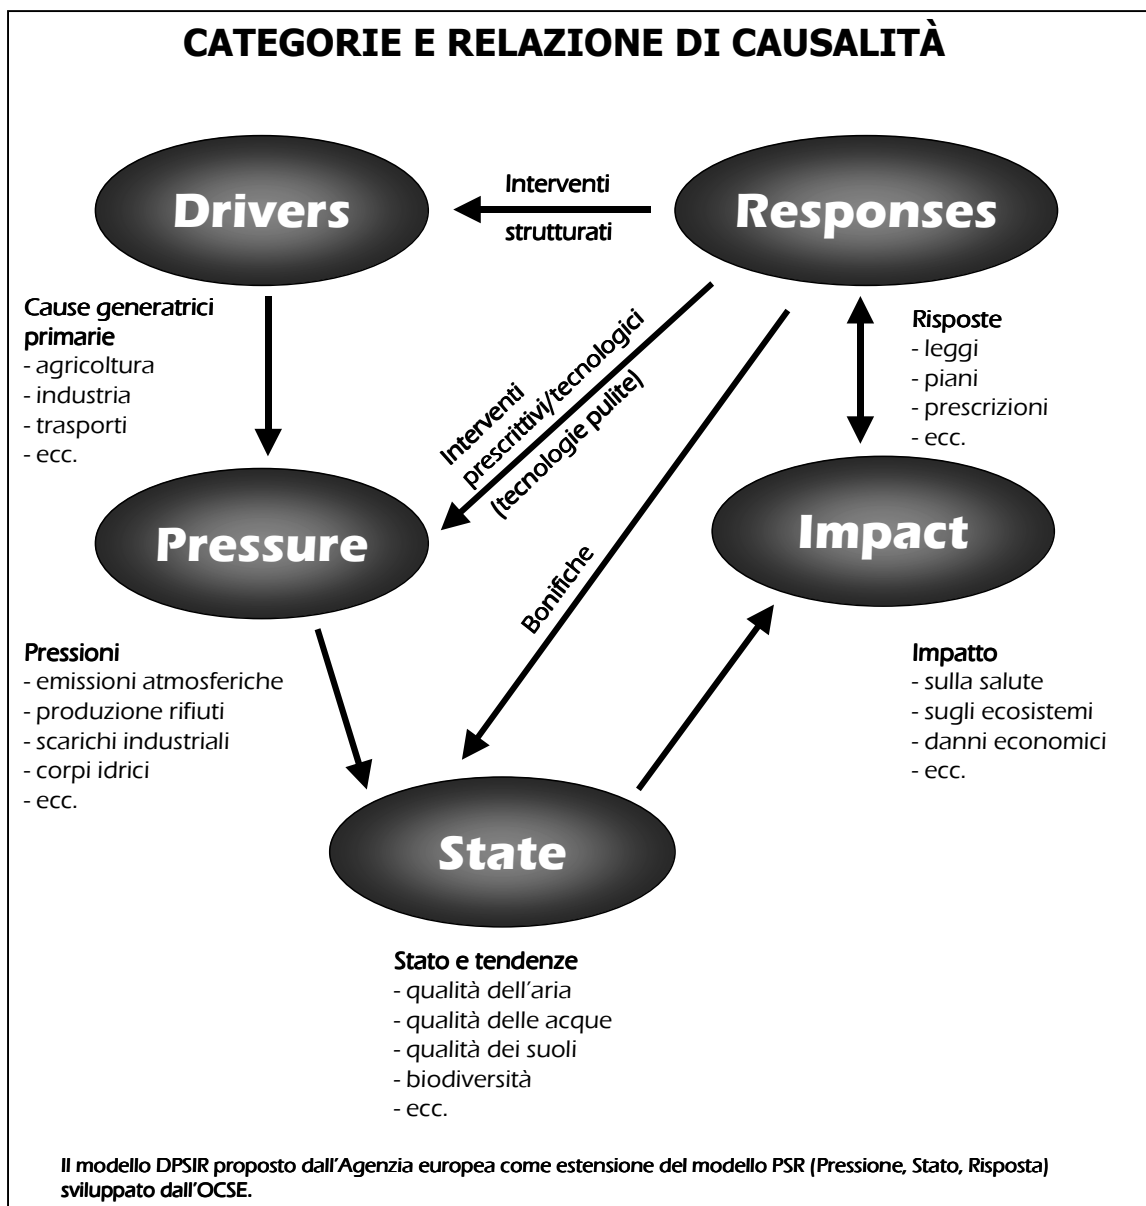 CATEGORIE E RELAZIONE DI CAUSALITÀ
Drivers
Interventi
strutturati
Responses
Cause generatrici
primarie
- agricoltura
- industria
- trasporti
- ecc.
Interventi
prescrittivi/tecnologici
(tecnologie pulite)
Risposte
- leggi
- piani
- prescrizioni
- ecc.
Pressure
Bonifiche
Impact
Pressioni
- emissioni atmosferiche
- produzione rifiuti
- scarichi industriali
- corpi idrici
- ecc.
Impatto
- sulla salute
- sugli ecosistemi
- danni economici
- ecc.
State
Stato e tendenze
- qualità dell'aria
- qualità delle acque
- qualità dei suoli
- biodiversità
- ecc.
Il modello DPSIR proposto dall'Agenzia europea come estensione del modello PSR (Pressione, Stato, Risposta)
sviluppato dall'OCSE.